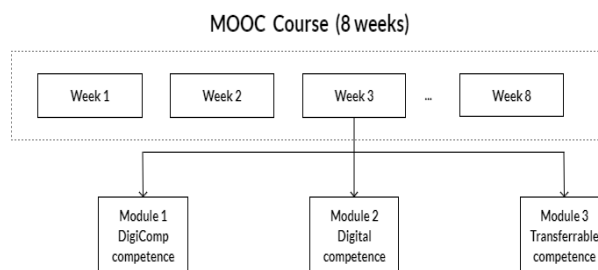 MOOC Course (8 weeks)
Week 1
Week 2
Week 3
...
Week 8
Module 1
DigiComp
competence
Module 2
Digital
competence
Module 3
Transferrable
competence